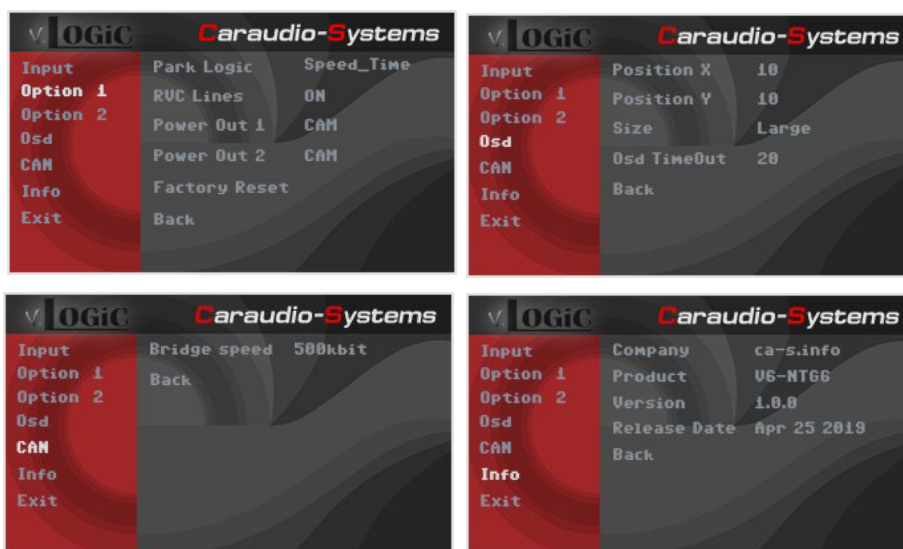 v.LOGiC Caraudio-Systems
Input Park Logic Speed_Time
Option 1 RVC Lines ON
Option 2 Power Out 1 CAM
Osd Power Out 2 CAM
CAN Factory Reset
Info Back
Exit
v.LOGiC Caraudio-Systems
Input Position X 10
Option 1 Position Y 10
Option 2 Size Large
Osd Osd TimeOut 20
CAN Back
Info
Exit
v.LOGiC Caraudio-Systems
Input Bridge speed 500kbit
Option 1 Back
Option 2
Osd
CAN
Info
Exit
v.LOGiC Caraudio-Systems
Input Company ca-s.info
Option 1 Product V6-NTG6
Option 2 Version 1.0.0
Osd Release Date Apr 25 2019
CAN Back
Info
Exit